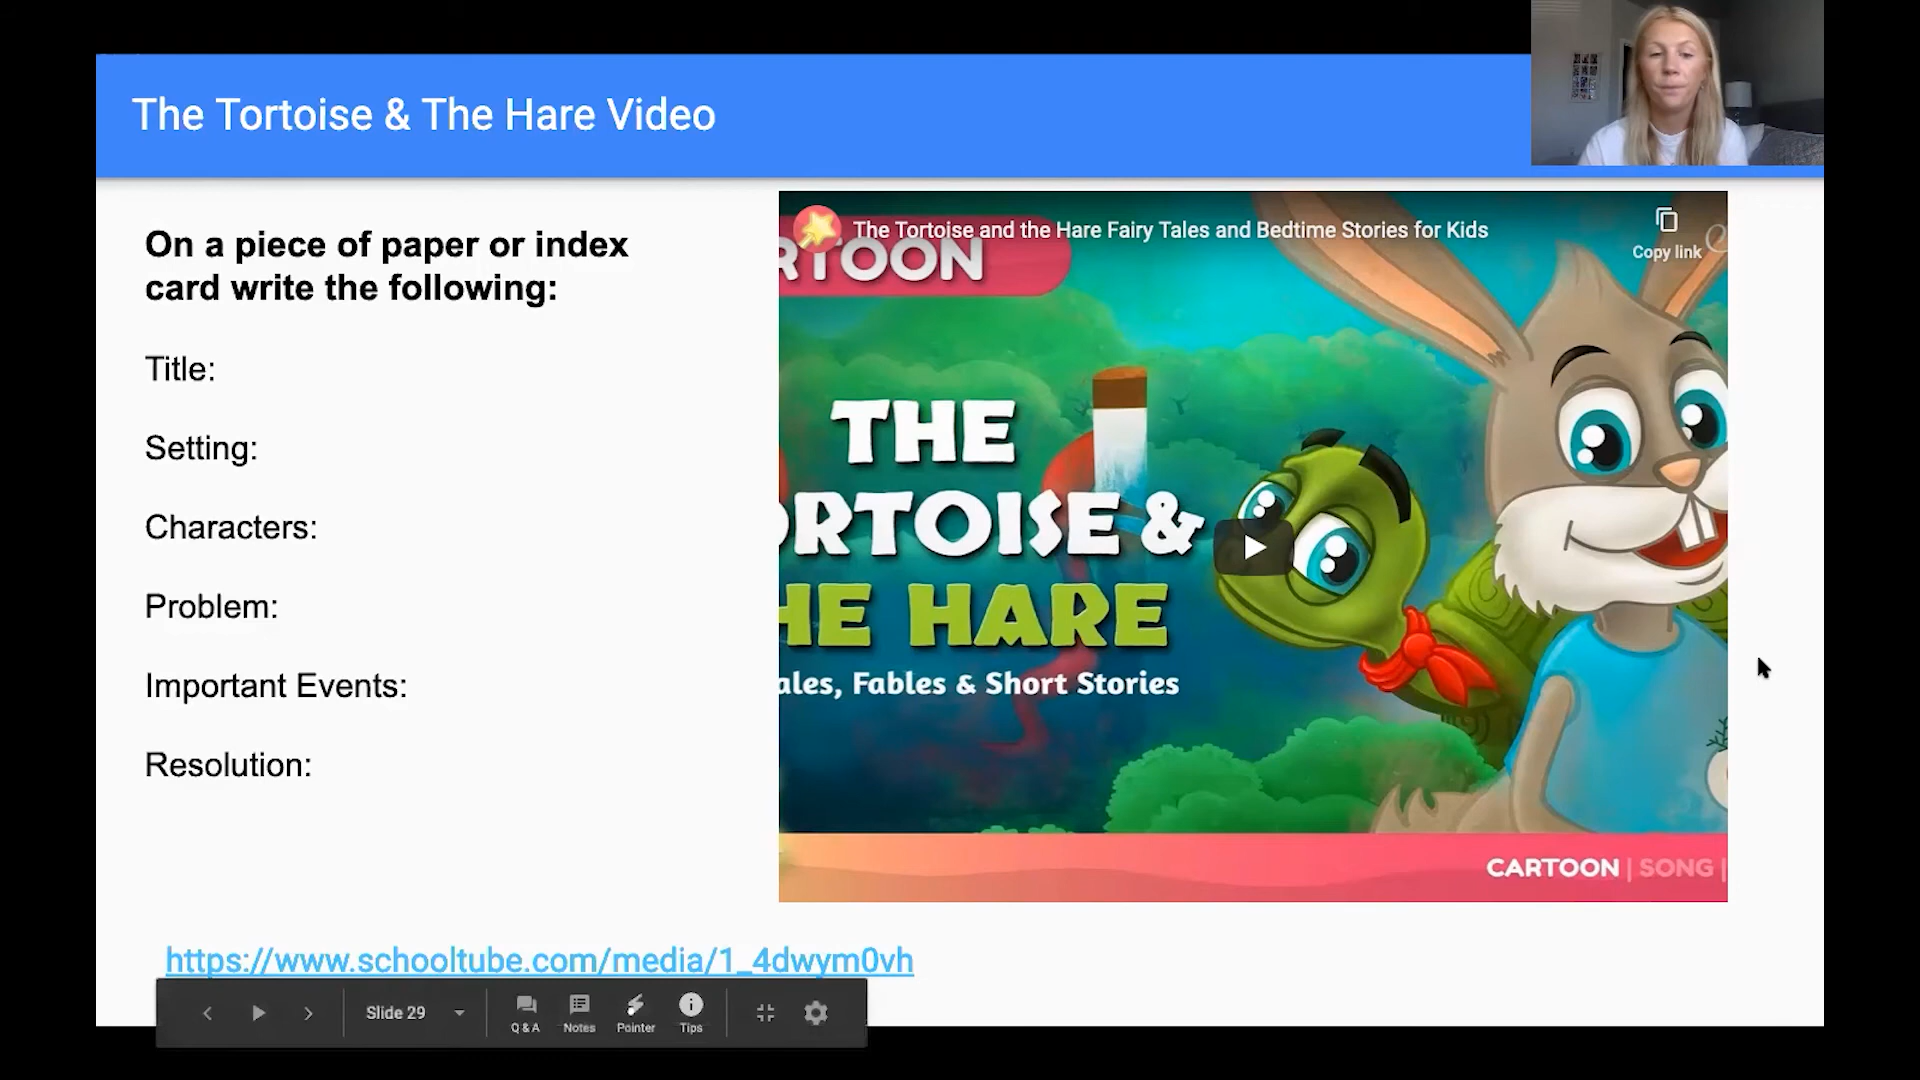 The Tortoise & The Hare Video
On a piece of paper or index
card write the following:
Title:
Setting:
Characters:
Problem:
Important Events:
Resolution:
The Tortoise and the Hare Fairy Tales and Bedtime Stories for Kids
Copy link
RTOON
THE
ORTOISE &
HE HARE
ales, Fables & Short Stories
CARTOON | SONG |
https://www.schooltube.com/media/1_4dwym0vh
Slide 29
Q & A
Notes
Pointer
Tips